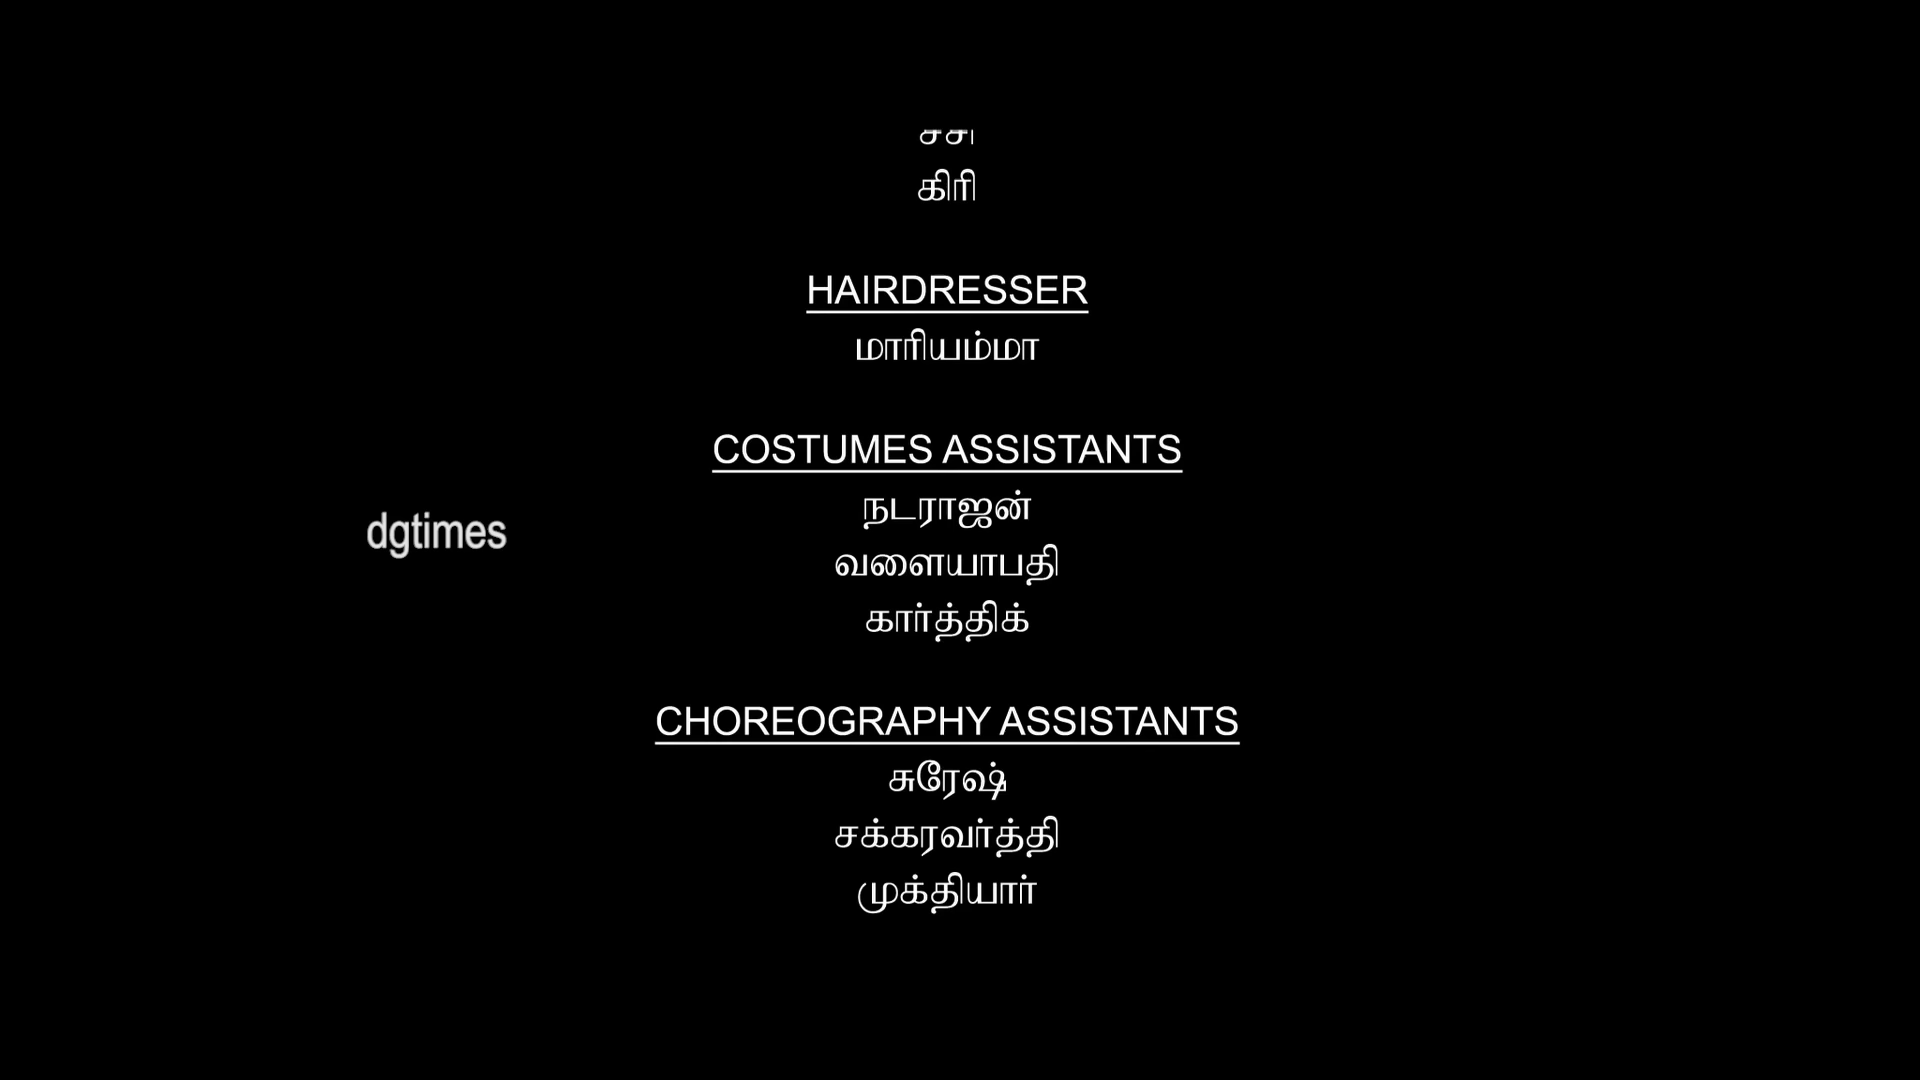 கிரி
HAIRDRESSER
மாரியம்மா
COSTUMES ASSISTANTS
நடராஜன்
dgtimes
வளையாபதி
கார்த்திக்
CHOREOGRAPHY ASSISTANTS
சுரேஷ்
சக்கரவர்த்தி
முக்தியார்